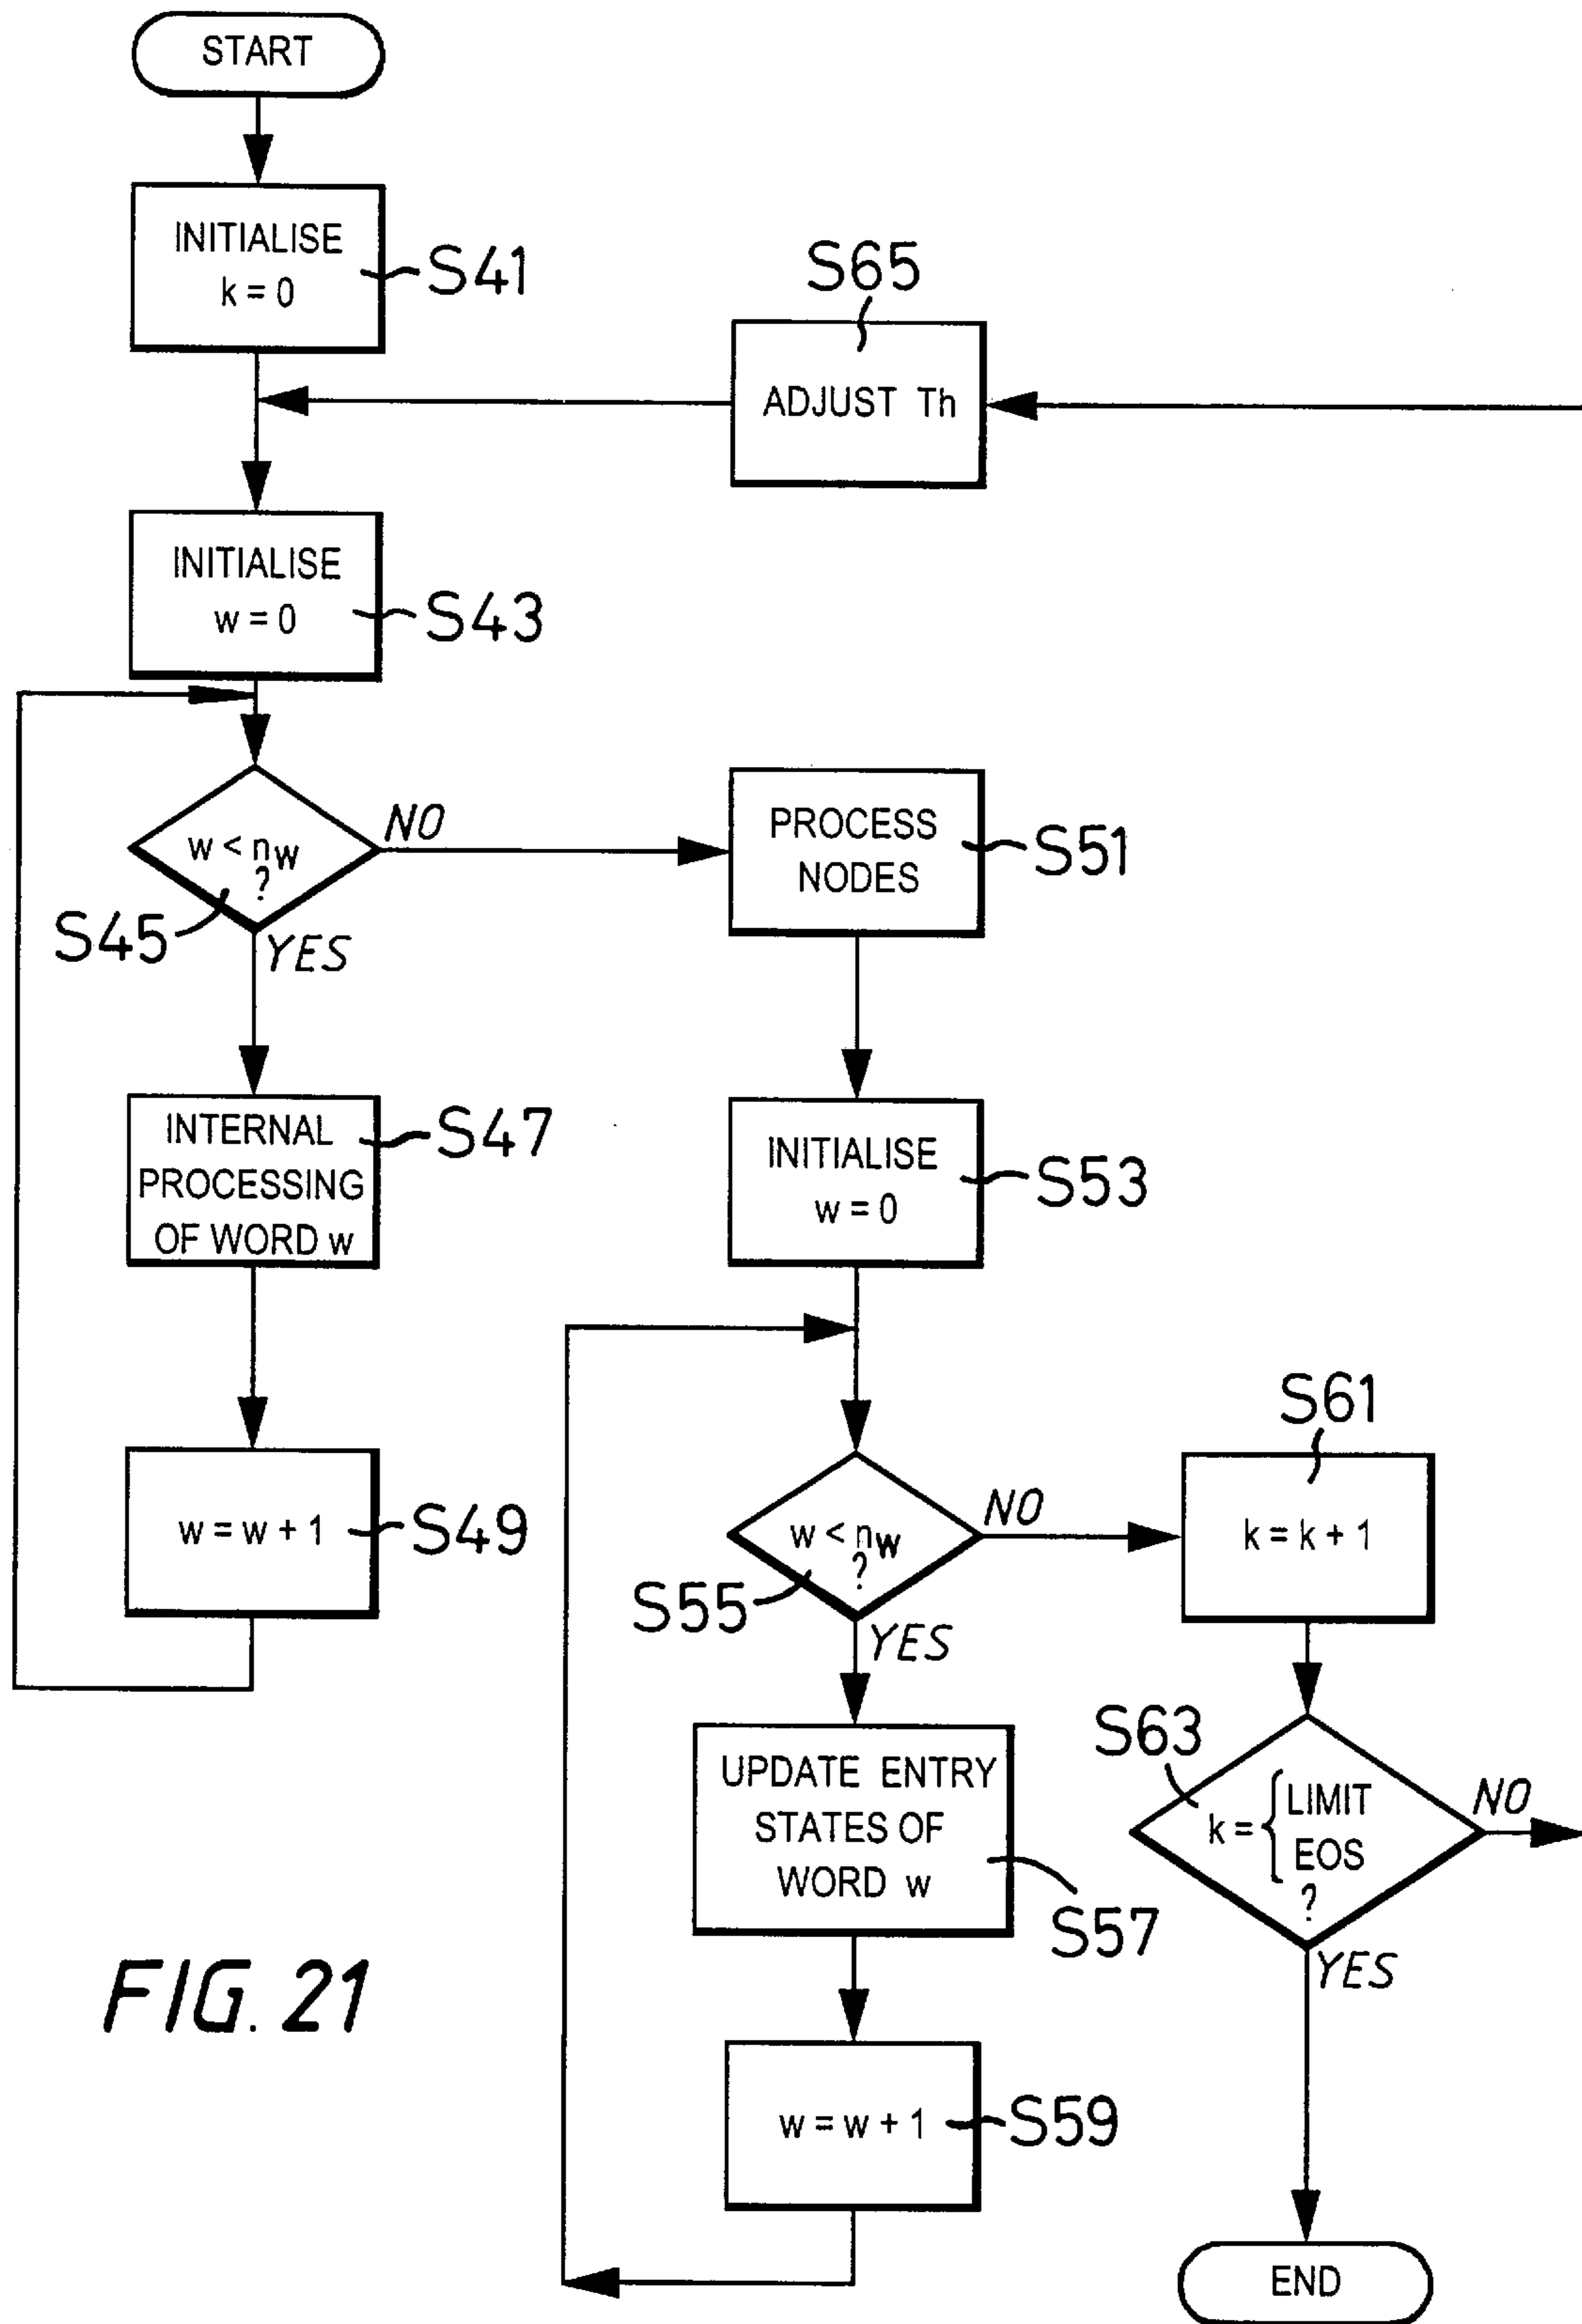 START
INITIALISE
k = 0
S41
S65
ADJUST Th
INITIALISE
w = 0
S43
w < nw
?
NO
S45
YES
PROCESS
NODES
S51
INTERNAL
PROCESSING
OF WORD w
S47
INITIALISE
w = 0
S53
w = w + 1
S49
w < nw
?
NO
S55
YES
S61
k = k + 1
UPDATE ENTRY
STATES OF
WORD w
S57
S63
k = { LIMIT
EOS
?
NO
YES
w = w + 1
S59
END
FIG. 21